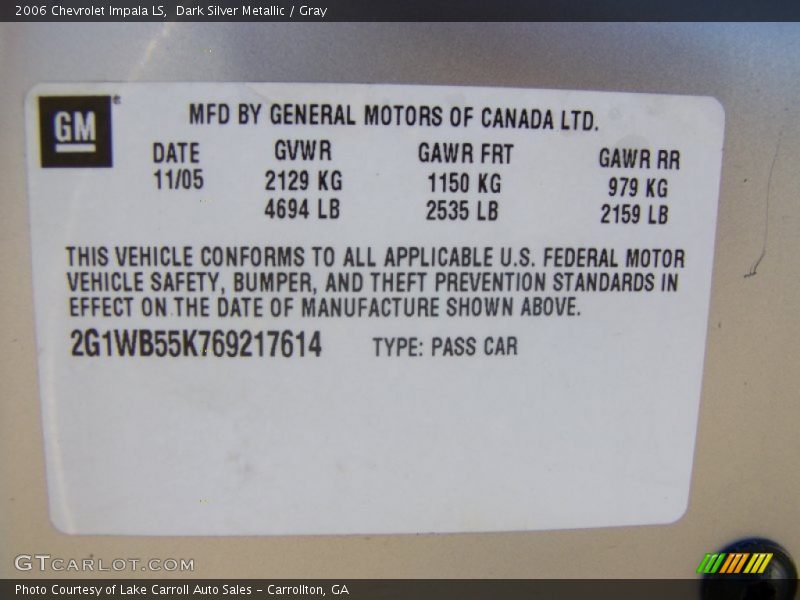 2006 Chevrolet Impala LS,  Dark Silver Metallic / Gray
GM®
MFD BY GENERAL MOTORS OF CANADA LTD.
DATE GVWR GAWR FRT GAWR RR
11/05 2129 KG 1150 KG 979 KG
4694 LB 2535 LB 2159 LB
THIS VEHICLE CONFORMS TO ALL APPLICABLE U.S. FEDERAL MOTOR
VEHICLE SAFETY, BUMPER, AND THEFT PREVENTION STANDARDS IN
EFFECT ON THE DATE OF MANUFACTURE SHOWN ABOVE.
2G1WB55K769217614 TYPE: PASS CAR
GTCARLOT.COM
Photo Courtesy of Lake Carroll Auto Sales - Carrollton, GA